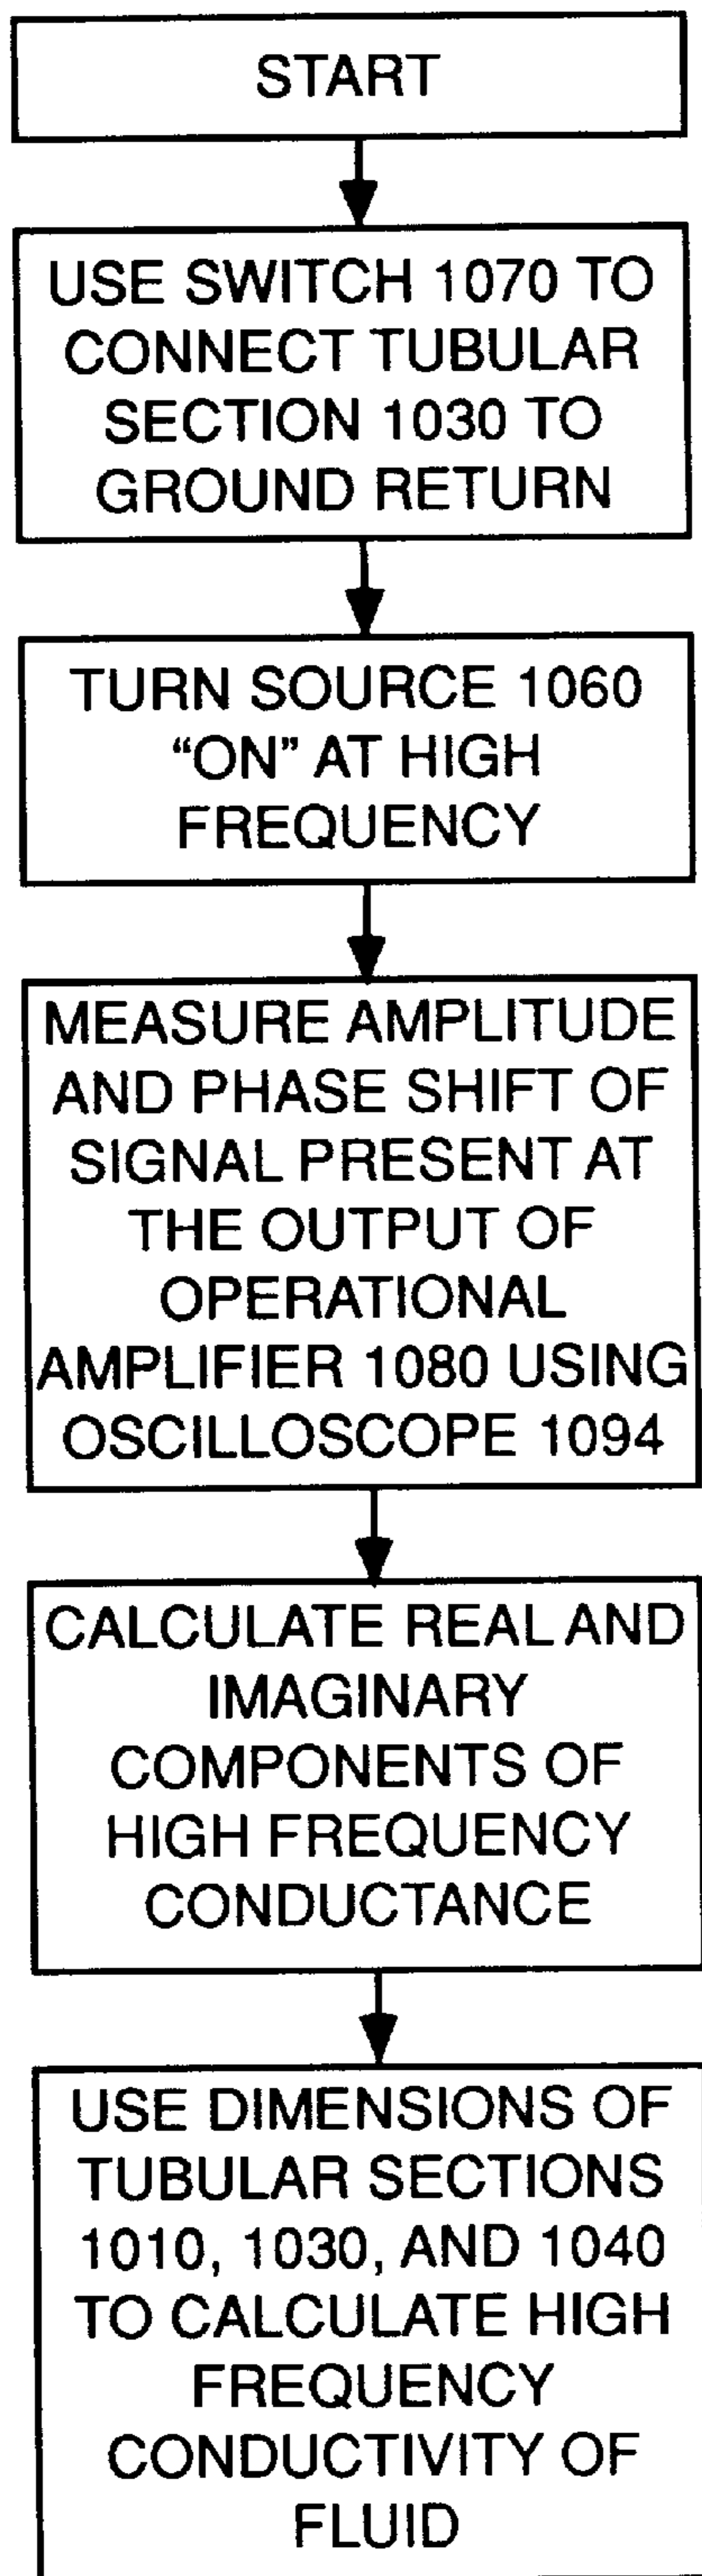 START
USE SWITCH 1070 TO
CONNECT TUBULAR
SECTION 1030 TO
GROUND RETURN
TURN SOURCE 1060
“ON” AT HIGH
FREQUENCY
MEASURE AMPLITUDE
AND PHASE SHIFT OF
SIGNAL PRESENT AT
THE OUTPUT OF
OPERATIONAL
AMPLIFIER 1080 USING
OSCILLOSCOPE 1094
CALCULATE REAL AND
IMAGINARY
COMPONENTS OF
HIGH FREQUENCY
CONDUCTANCE
USE DIMENSIONS OF
TUBULAR SECTIONS
1010, 1030, AND 1040
TO CALCULATE HIGH
FREQUENCY
CONDUCTIVITY OF
FLUID